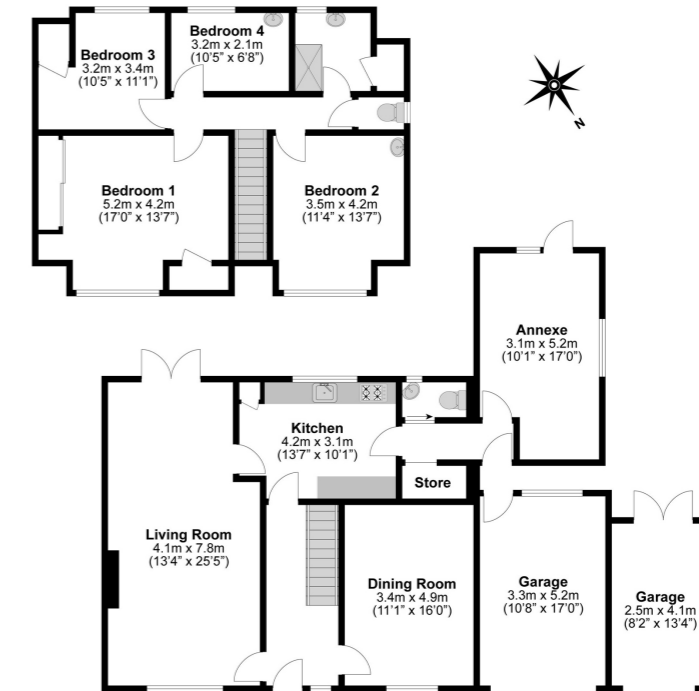 Bedroom 3
3.2m x 3.4m
(10'5" x 11'1")
Bedroom 4
3.2m x 2.1m
(10'5" x 6'8")
Bedroom 1
5.2m x 4.2m
(17'0" x 13'7")
Bedroom 2
3.5m x 4.2m
(11'4" x 13'7")
N
Annexe
3.1m x 5.2m
(10'1" x 17'0")
Kitchen
4.2m x 3.1m
(13'7" x 10'1")
Store
Living Room
4.1m x 7.8m
(13'4" x 25'5")
Dining Room
3.4m x 4.9m
(11'1" x 16'0")
Garage
3.3m x 5.2m
(10'8" x 17'0")
Garage
2.5m x 4.1m
(8'2" x 13'4")